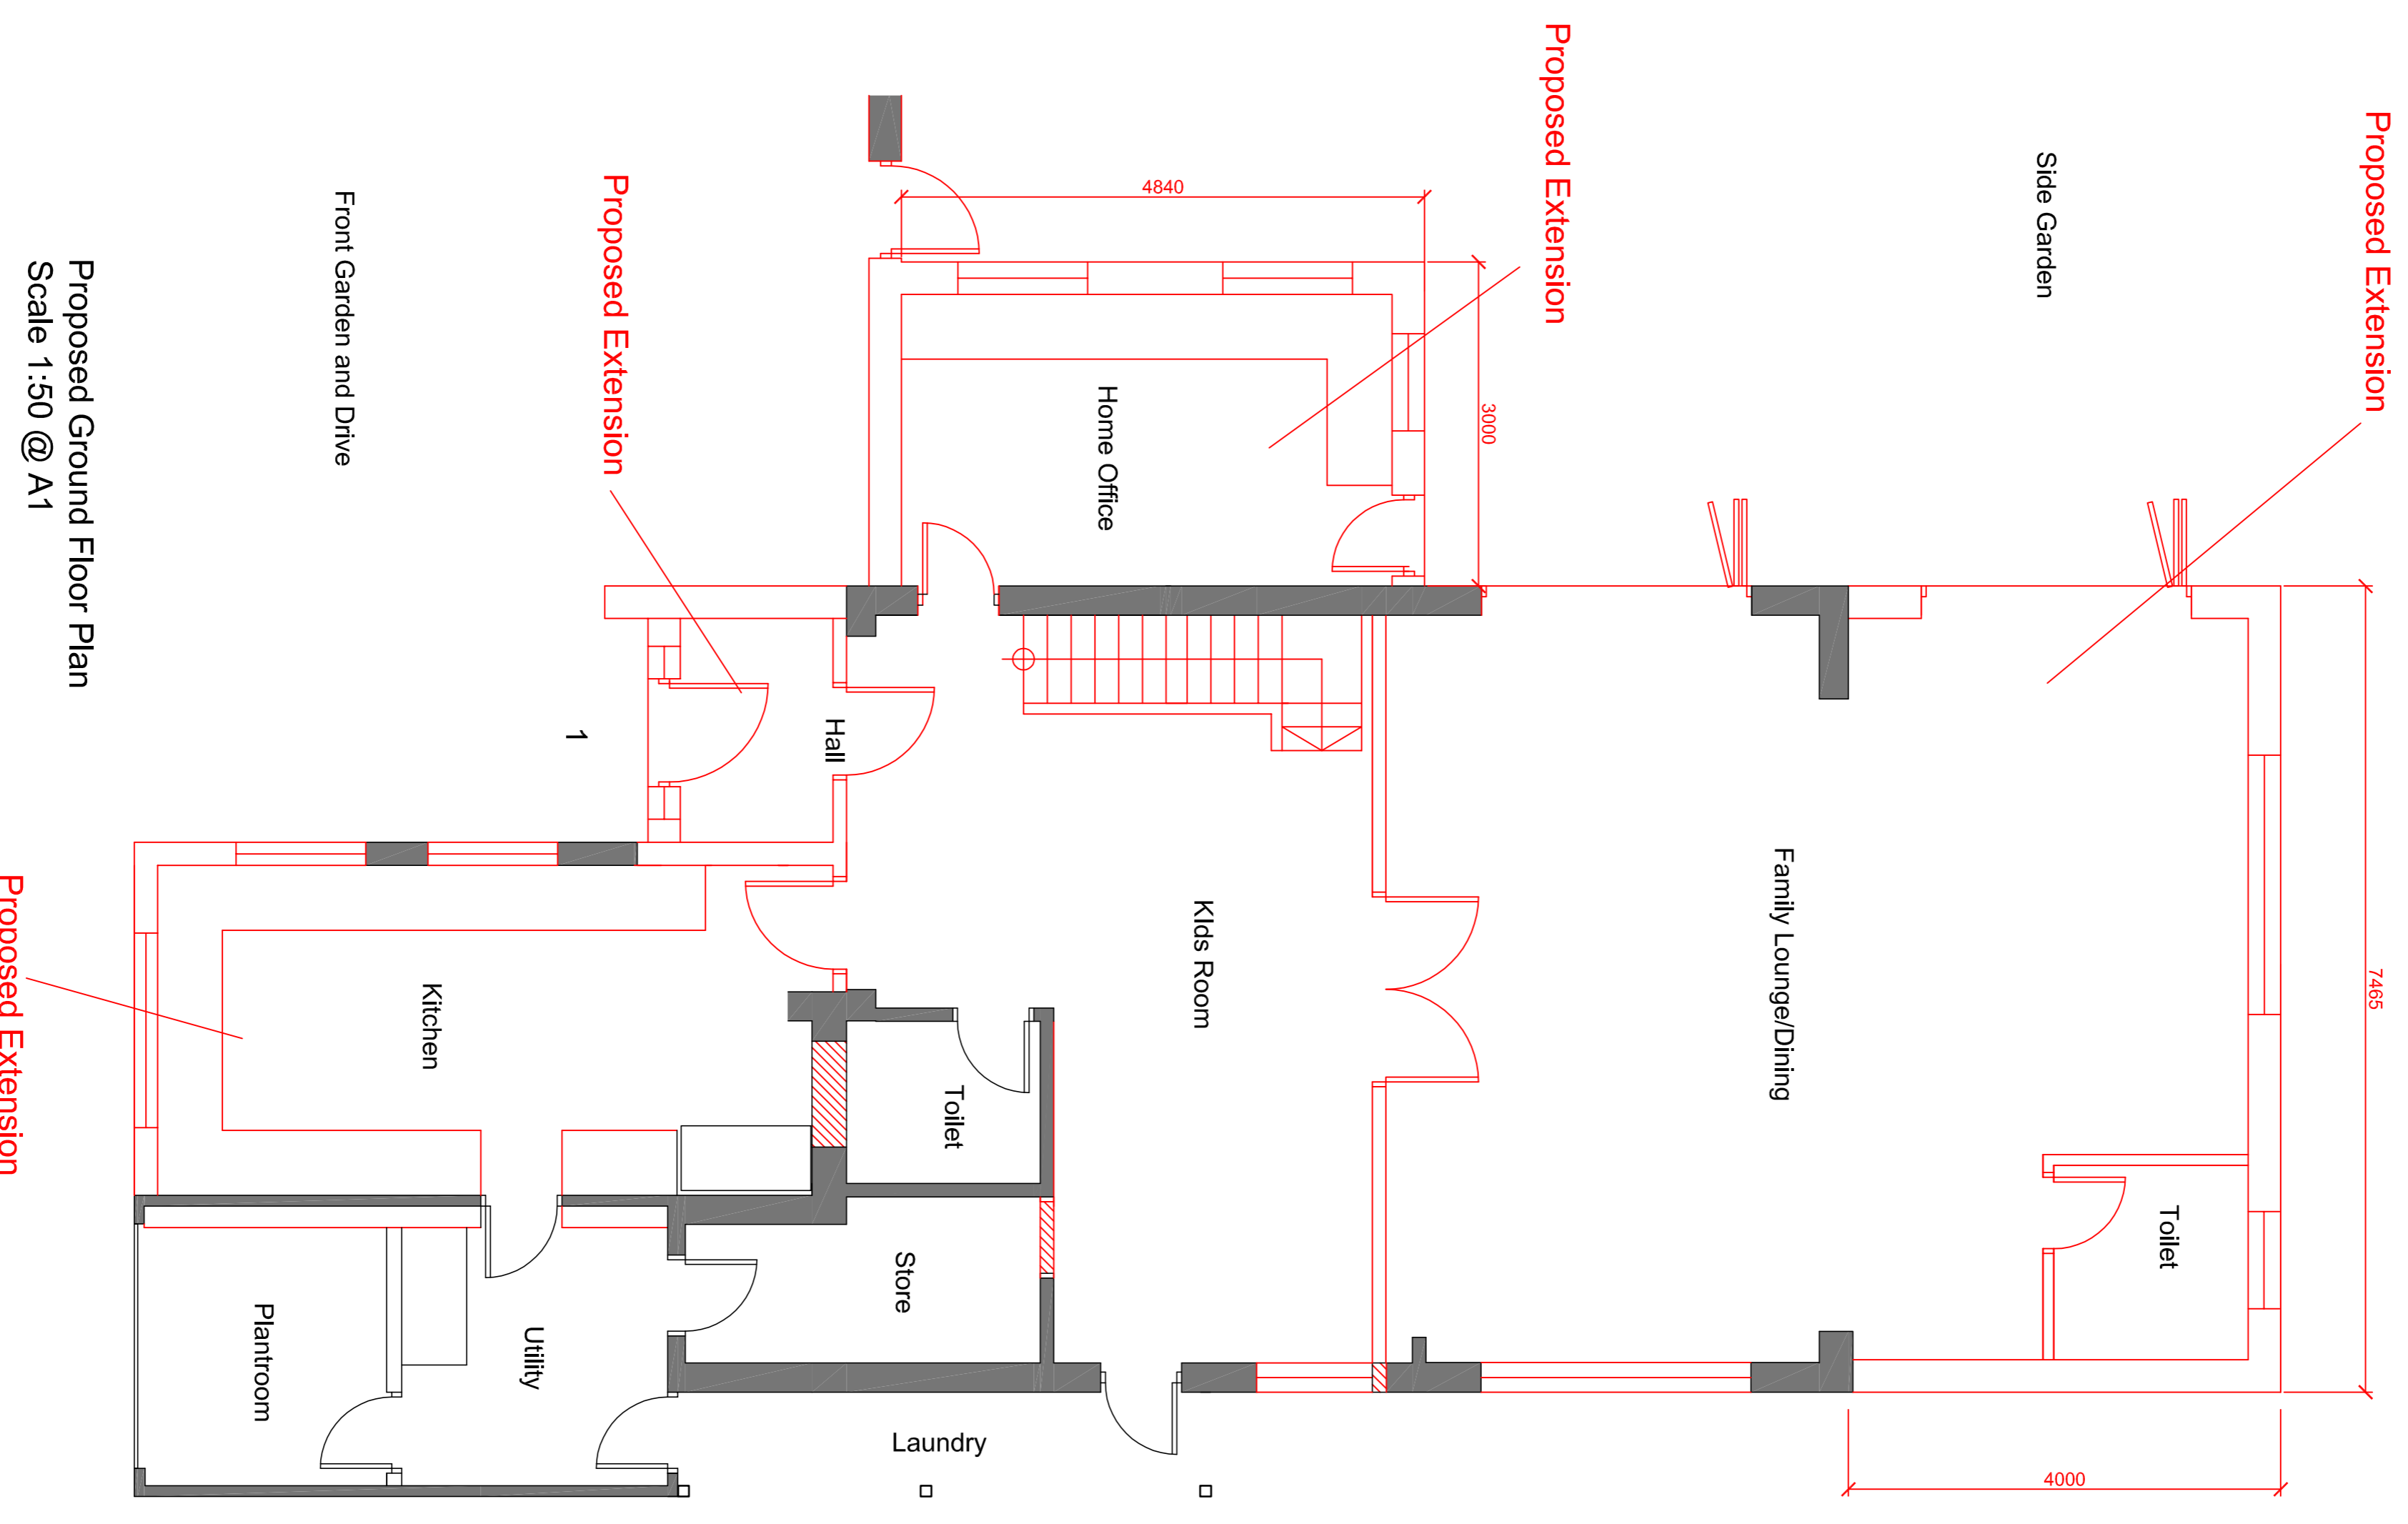 Proposed Extension
Side Garden
Proposed Extension
4840
3000
7465
4000
Home Office
Proposed Extension
Front Garden and Drive
Hall
1
KIds Room
Family Lounge/Dining
Toilet
Toilet
Kitchen
Store
Utility
Plantroom
Laundry
Proposed Extension
Proposed Ground Floor Plan
Scale 1:50 @ A1